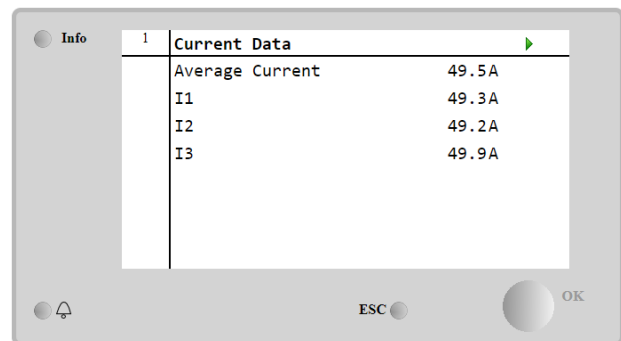 Info
1 Current Data
Average Current 49.5A
I1 49.3A
I2 49.2A
I3 49.9A
ESC
OK